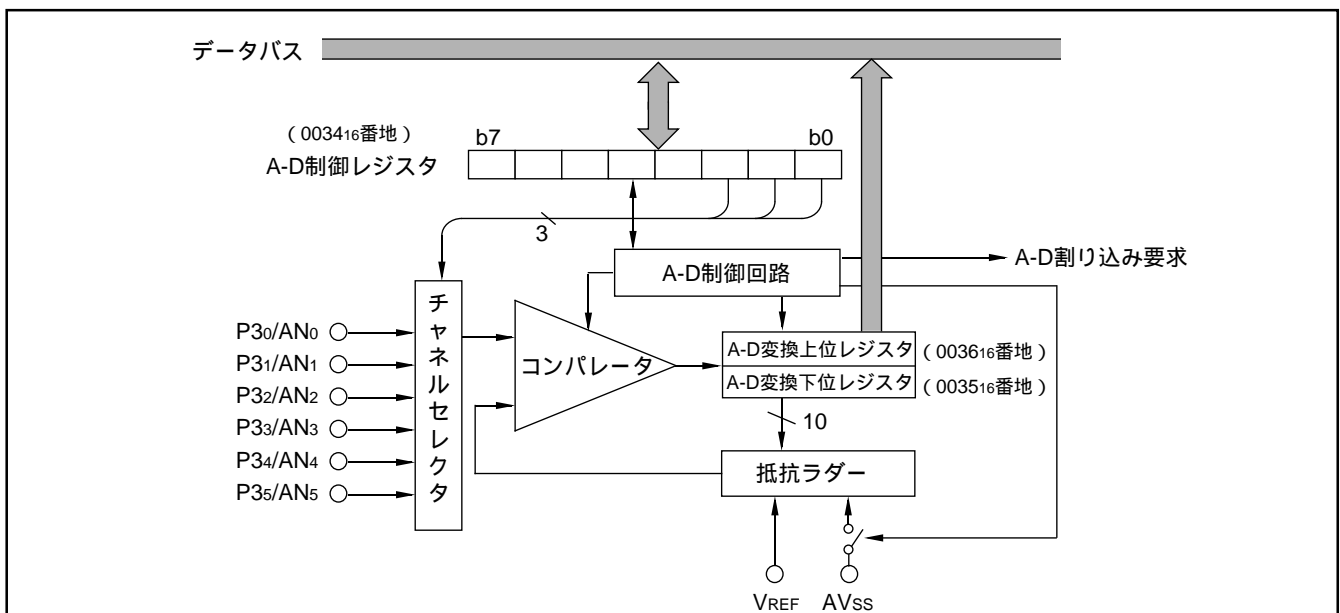 データバス
(0034₁₆番地)
b7 b0
A-D制御レジスタ
3
A-D制御回路
A-D割り込み要求
チャネルセレクタ
P3₀/AN₀
P3₁/AN₁
P3₂/AN₂
P3₃/AN₃
P3₄/AN₄
P3₅/AN₅
コンパレータ
A-D変換上位レジスタ (0036₁₆番地)
A-D変換下位レジスタ (0035₁₆番地)
10
抵抗ラダー
VREF AVSS